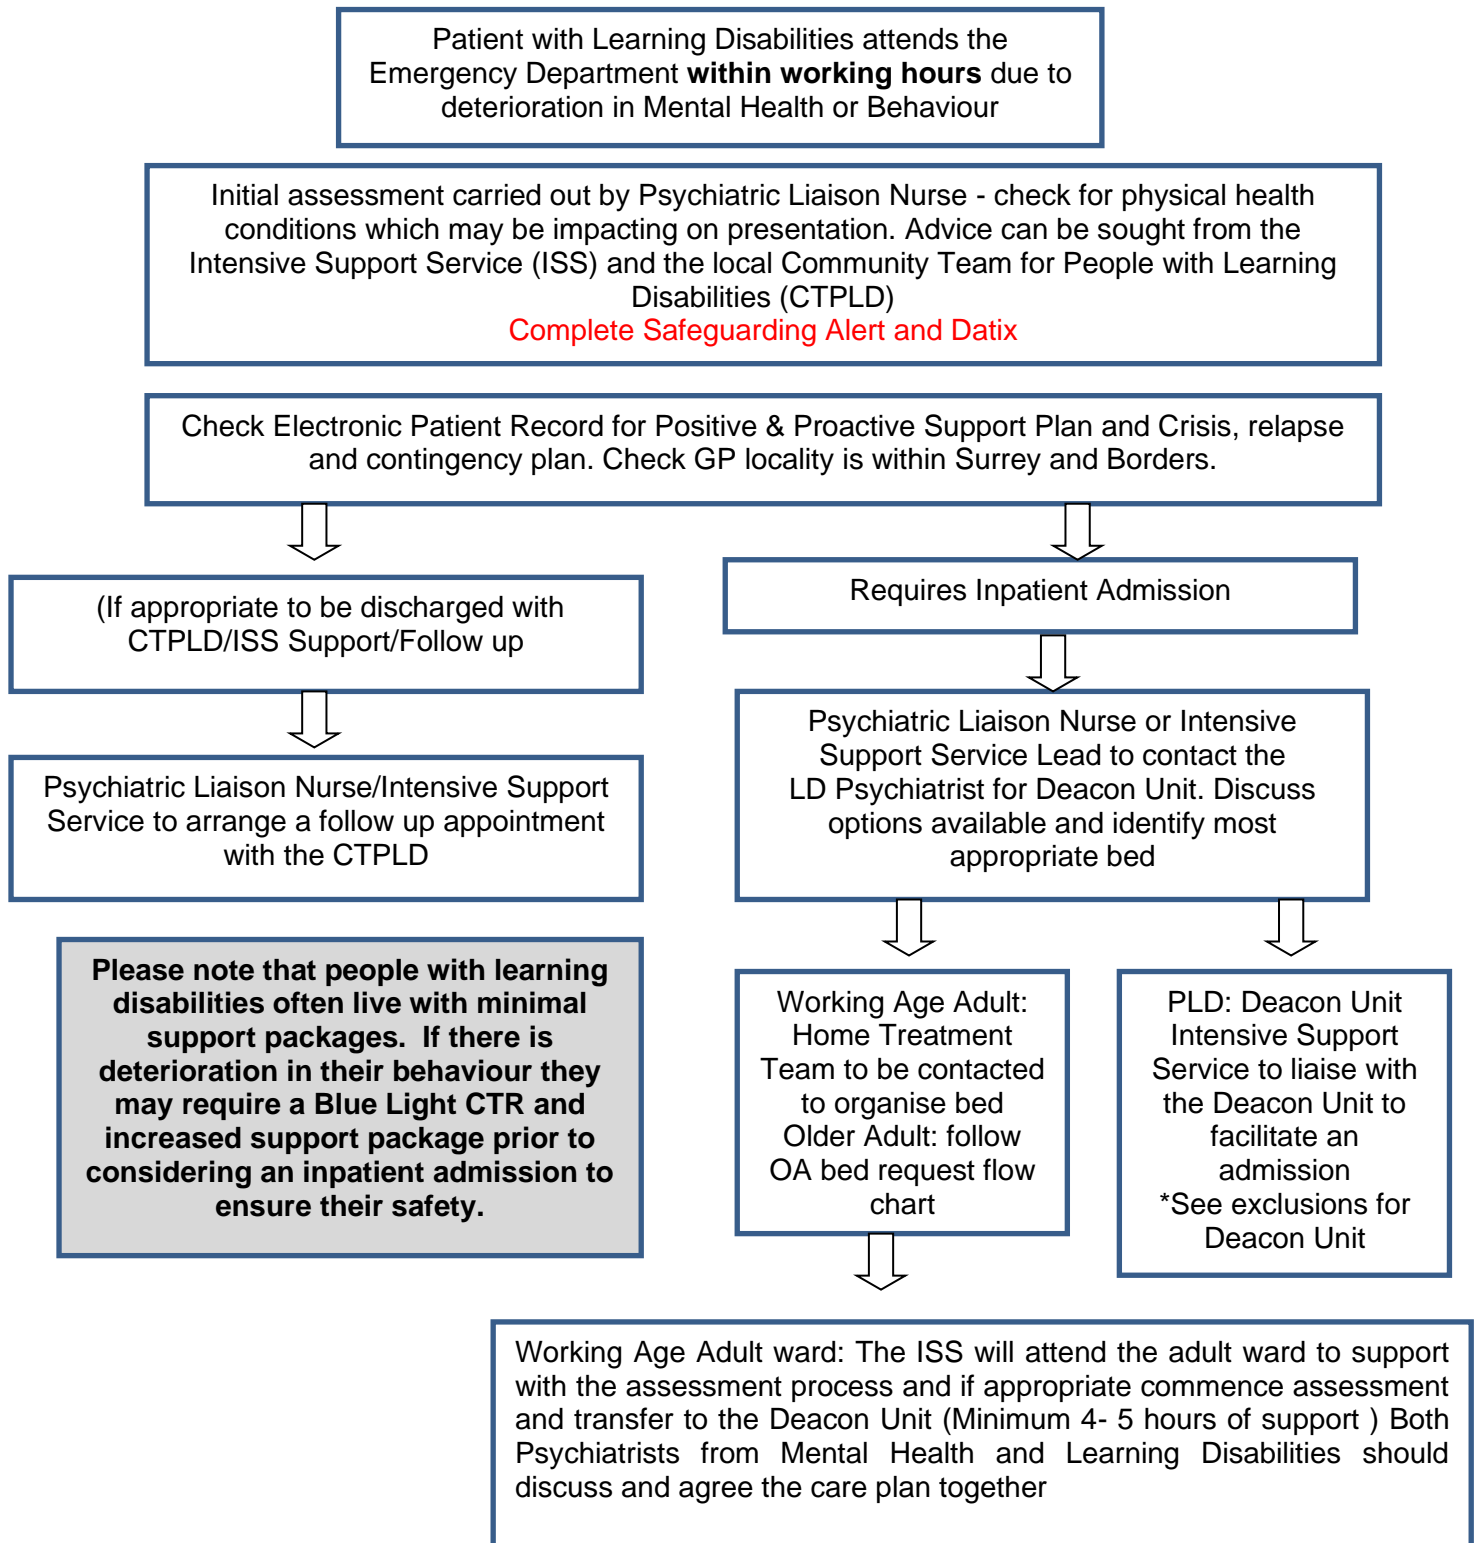 Patient with Learning Disabilities attends the
Emergency Department within working hours due to
deterioration in Mental Health or Behaviour
Initial assessment carried out by Psychiatric Liaison Nurse - check for physical health
conditions which may be impacting on presentation. Advice can be sought from the
Intensive Support Service (ISS) and the local Community Team for People with Learning
Disabilities (CTPLD)
Complete Safeguarding Alert and Datix
Check Electronic Patient Record for Positive & Proactive Support Plan and Crisis, relapse
and contingency plan. Check GP locality is within Surrey and Borders.
(If appropriate to be discharged with
CTPLD/ISS Support/Follow up
Psychiatric Liaison Nurse/Intensive Support
Service to arrange a follow up appointment
with the CTPLD
Please note that people with learning
disabilities often live with minimal
support packages.  If there is
deterioration in their behaviour they
may require a Blue Light CTR and
increased support package prior to
considering an inpatient admission to
ensure their safety.
Requires Inpatient Admission
Psychiatric Liaison Nurse or Intensive
Support Service Lead to contact the
LD Psychiatrist for Deacon Unit. Discuss
options available and identify most
appropriate bed
Working Age Adult:
Home Treatment
Team to be contacted
to organise bed
Older Adult: follow
OA bed request flow
chart
PLD: Deacon Unit
Intensive Support
Service to liaise with
the Deacon Unit to
facilitate an
admission
*See exclusions for
Deacon Unit
Working Age Adult ward: The ISS will attend the adult ward to support
with the assessment process and if appropriate commence assessment
and transfer to the Deacon Unit (Minimum 4- 5 hours of support ) Both
Psychiatrists from Mental Health and Learning Disabilities should
discuss and agree the care plan together